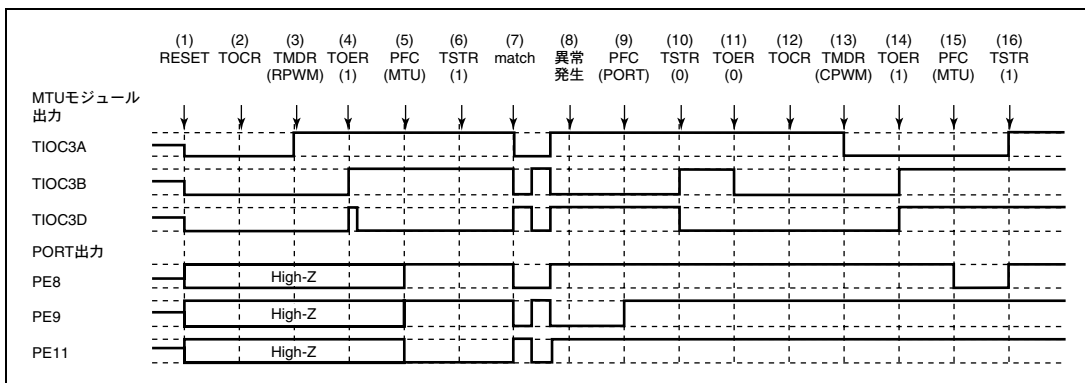 (1) (2) (3) (4) (5) (6) (7) (8) (9) (10) (11) (12) (13) (14) (15) (16)
RESET TOCR TMDR TOER PFC TSTR match 異常 PFC TSTR TOER TOCR TMDR TOER PFC TSTR
(RPWM) (1) (MTU) (1) 発生 (PORT) (0) (0) (CPWM) (1) (MTU) (1)
MTUモジュール
出力
TIOC3A
TIOC3B
TIOC3D
PORT出力
PE8 High-Z
PE9 High-Z
PE11 High-Z